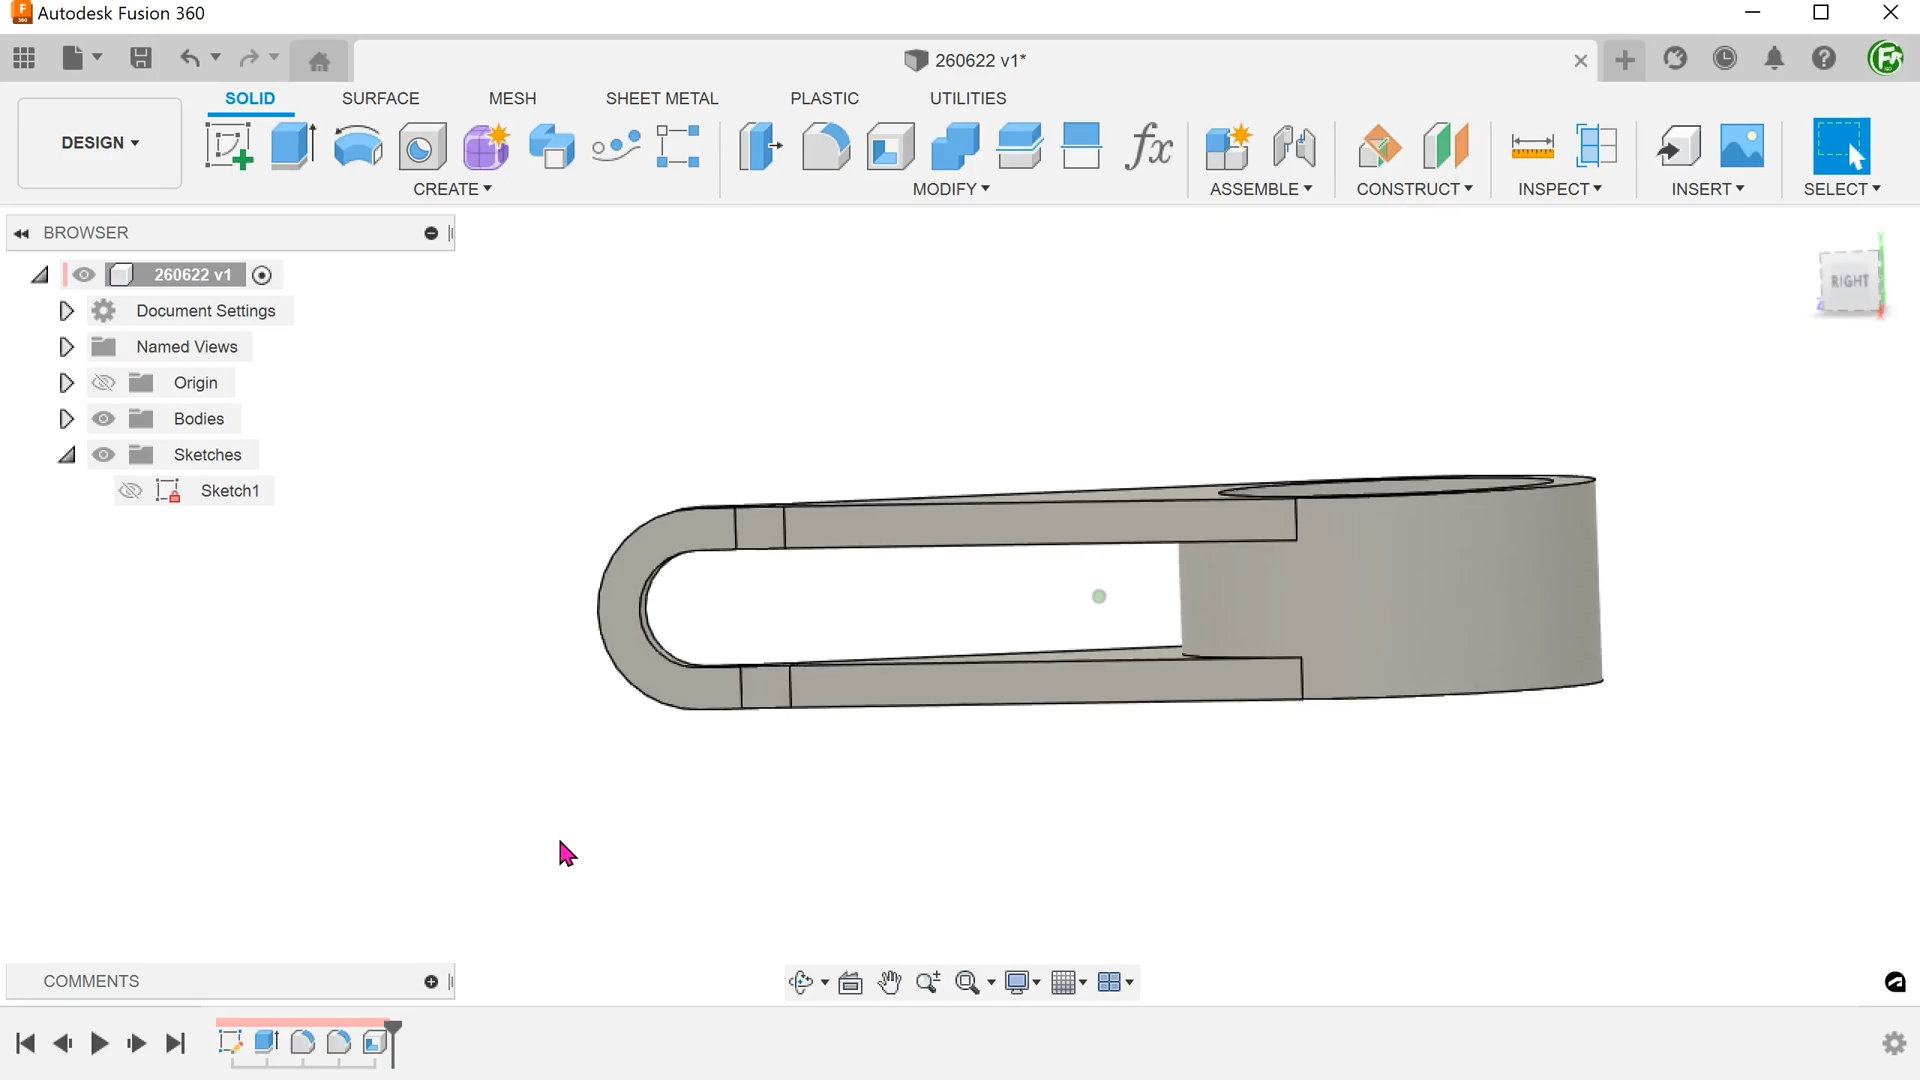 Autodesk Fusion 360
260622 v1*
SOLID
SURFACE
MESH
SHEET METAL
PLASTIC
UTILITIES
DESIGN
CREATE
MODIFY
fx
ASSEMBLE
CONSTRUCT
INSPECT
INSERT
SELECT
BROWSER
260622 v1
Document Settings
Named Views
Origin
Bodies
Sketches
Sketch1
RIGHT
COMMENTS